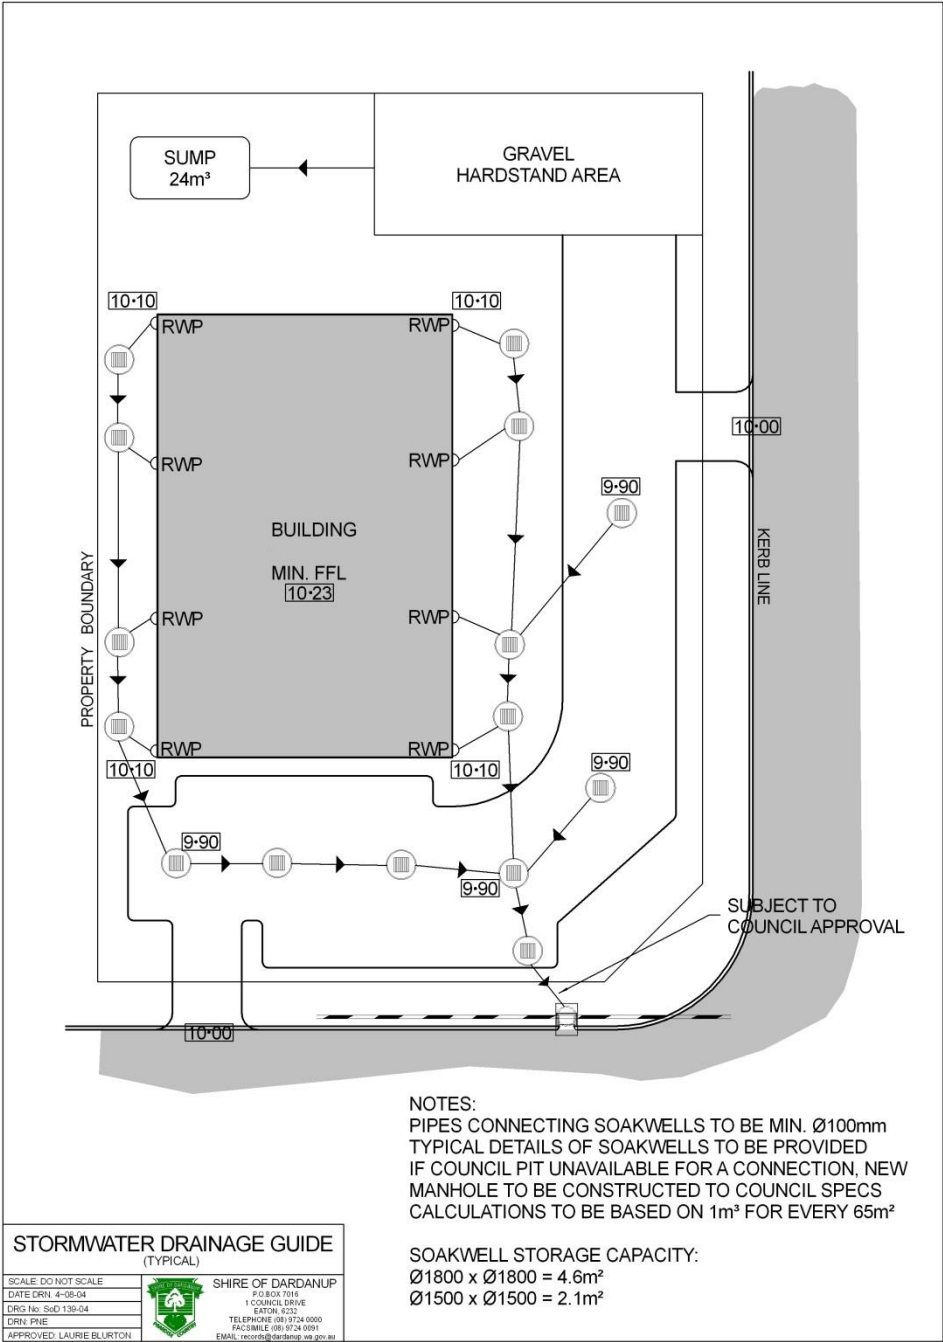 SUMP
24m³
GRAVEL
HARDSTAND AREA
10·10
10·10
RWP
RWP
RWP
RWP
10·00
9·90
BUILDING
MIN. FFL
10·23
KERB LINE
PROPERTY BOUNDARY
RWP
RWP
RWP
RWP
10·10
10·10
9·90
9·90
9·90
SUBJECT TO
COUNCIL APPROVAL
10·00
NOTES:
PIPES CONNECTING SOAKWELLS TO BE MIN. Ø100mm
TYPICAL DETAILS OF SOAKWELLS TO BE PROVIDED
IF COUNCIL PIT UNAVAILABLE FOR A CONNECTION, NEW
MANHOLE TO BE CONSTRUCTED TO COUNCIL SPECS
CALCULATIONS TO BE BASED ON 1m³ FOR EVERY 65m²
SOAKWELL STORAGE CAPACITY:
Ø1800 x Ø1800 = 4.6m²
Ø1500 x Ø1500 = 2.1m²
STORMWATER DRAINAGE GUIDE
(TYPICAL)
SCALE: DO NOT SCALE
DATE DRN. 4-08-04
DRG No: SoD 139-04
DRN: PNE
APPROVED: LAURIE BLURTON
SHIRE OF DARDANUP
P.O.BOX 7016
1 COUNCIL DRIVE
EATON, 6232
TELEPHONE (08) 9724 0000
FACSIMILE (08) 9724 0091
EMAIL: records@dardanup.wa.gov.au